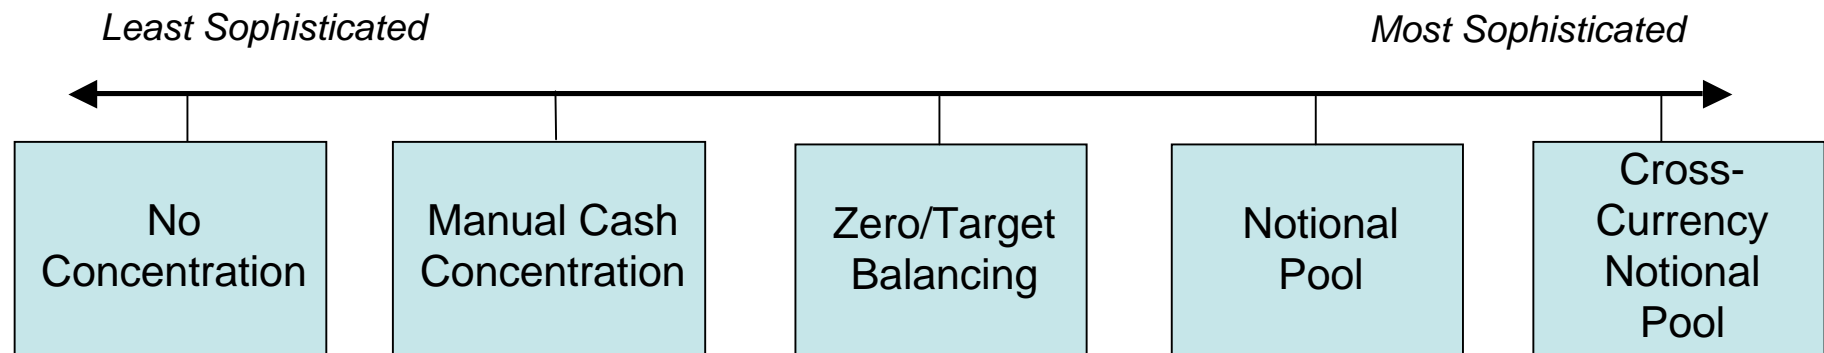 Least Sophisticated
Most Sophisticated
No
Concentration
Manual Cash
Concentration
Zero/Target
Balancing
Notional
Pool
Cross-
Currency
Notional
Pool